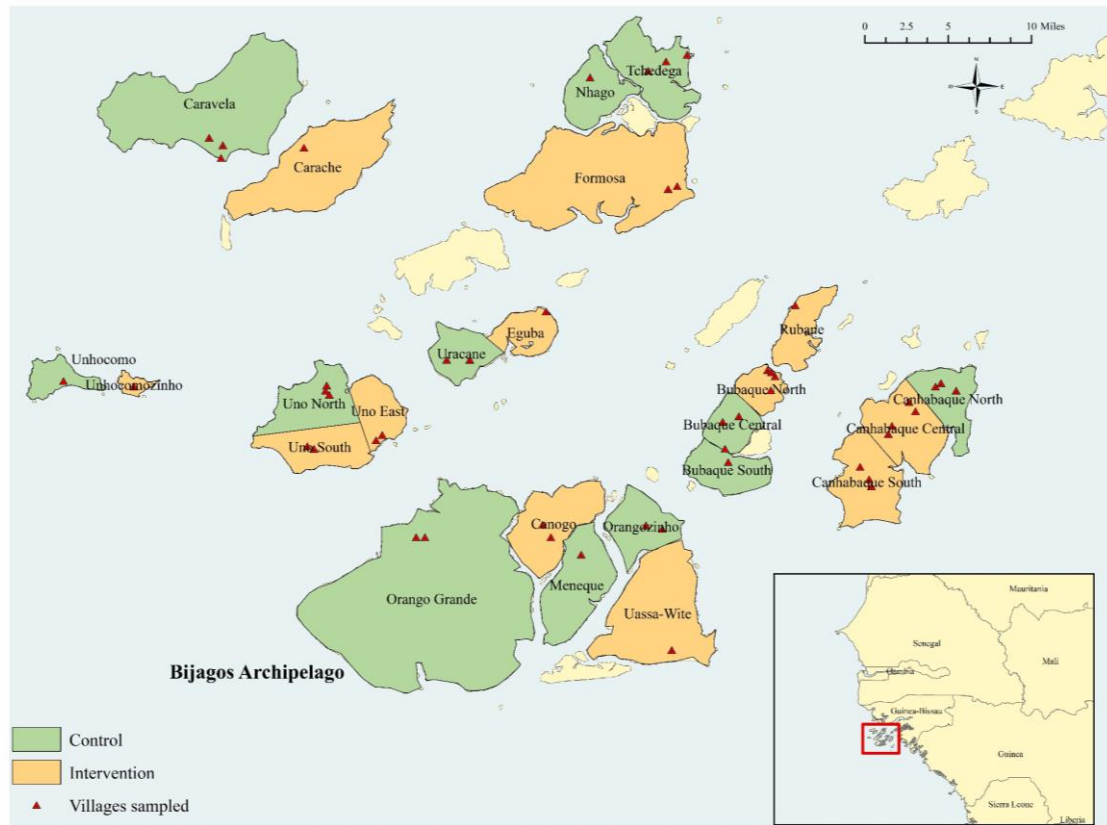 0 2.5 5 10 Miles
Tchedega
Nhago
Caravela
Carache
Formosa
Rubane
Eguba
Uracane
Unhocomo
Unhocomozinho
Bubaque North
Canhabaque North
Uno North
Uno East
Bubaque Central
Canhabaque Central
Uno South
Bubaque South
Canhabaque South
Canogo
Orangozinho
Meneque
Orango Grande
Uassa-Wite
Bijagos Archipelago
Control
Intervention
Villages sampled
Mauritania
Senegal
Mali
Gambia
Guinea-Bissau
Guinea
Sierra Leone
Liberia